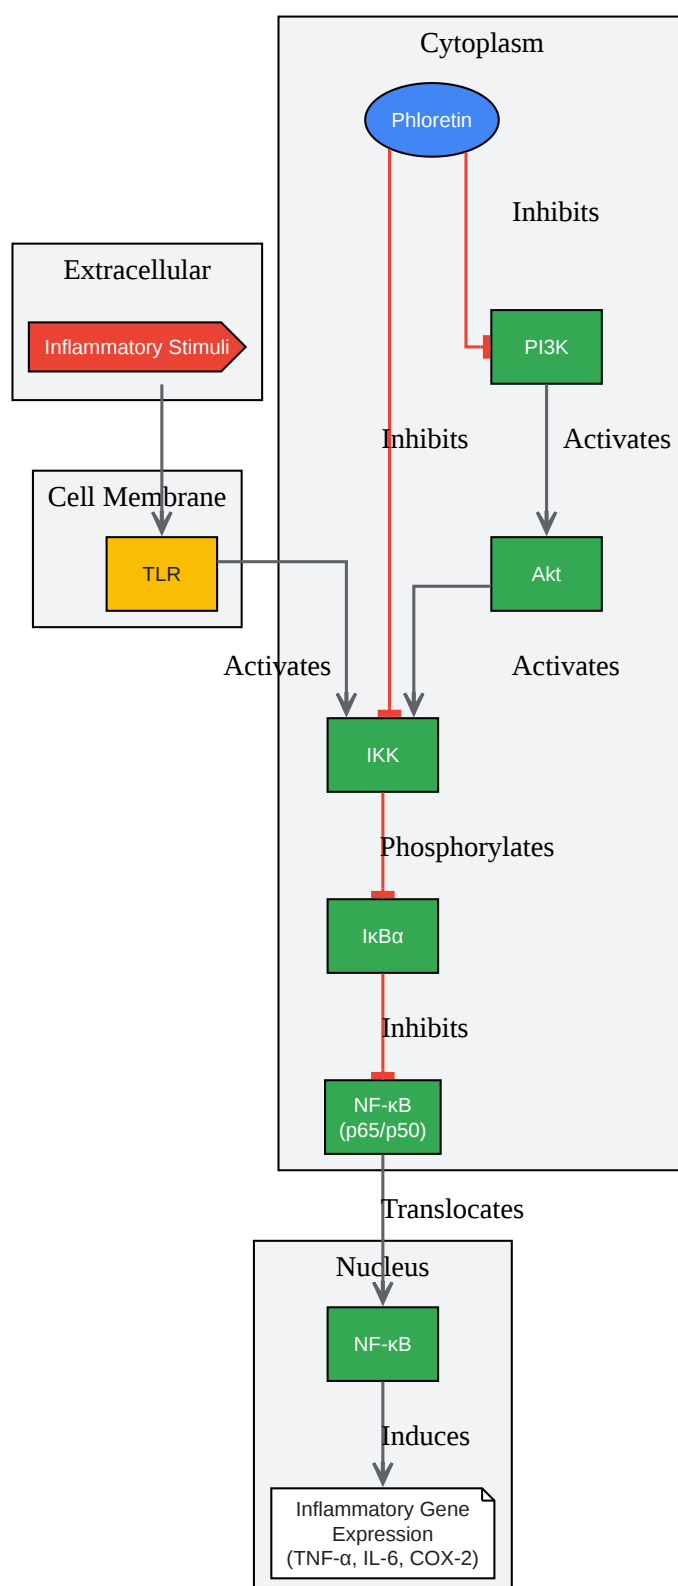 Cytoplasm
Phloretin
Inhibits
Extracellular
Inflammatory Stimuli
PI3K
Inhibits
Activates
Cell Membrane
TLR
Akt
Activates
Activates
IKK
Phosphorylates
IκBα
Inhibits
NF-κB
(p65/p50)
Translocates
Nucleus
NF-κB
Induces
Inflammatory Gene
Expression
(TNF-α, IL-6, COX-2)